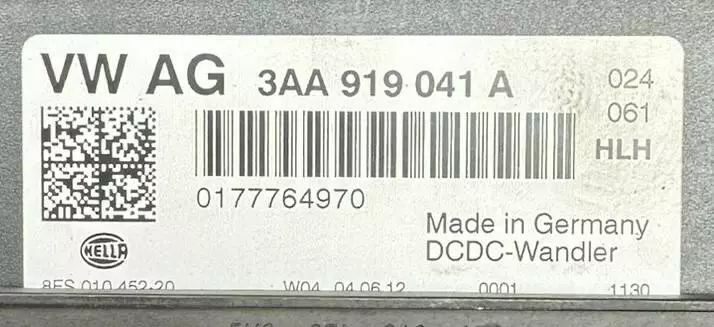 VW AG 3AA 919 041 A 024
061
HLH
0177764970
Made in Germany
DCDC-Wandler
HELLA
8ES 010 452-20 W04 04.06.12 0001 1130